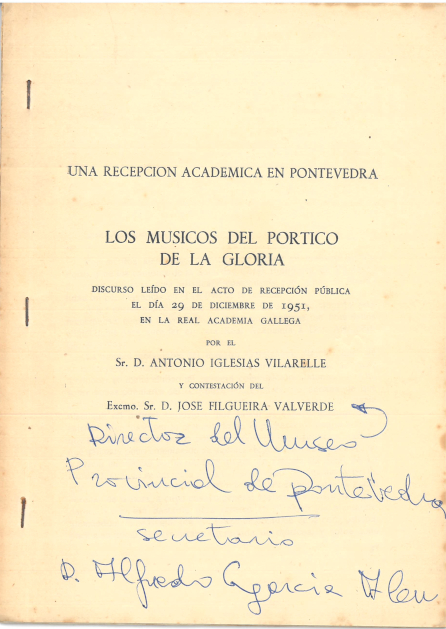 UNA RECEPCION ACADEMICA EN PONTEVEDRA
LOS MUSICOS DEL PORTICO
DE LA GLORIA
DISCURSO LEÍDO EN EL ACTO DE RECEPCIÓN PÚBLICA
EL DÍA 29 DE DICIEMBRE DE 1951,
EN LA REAL ACADEMIA GALLEGA
POR EL
Sr. D. ANTONIO IGLESIAS VILARELLE
Y CONTESTACIÓN DEL
Excmo. Sr. D. JOSE FILGUEIRA VALVERDE
Director del Museo
Provincial de Pontevedra
secretario
D. Alfredo Garcia Alen